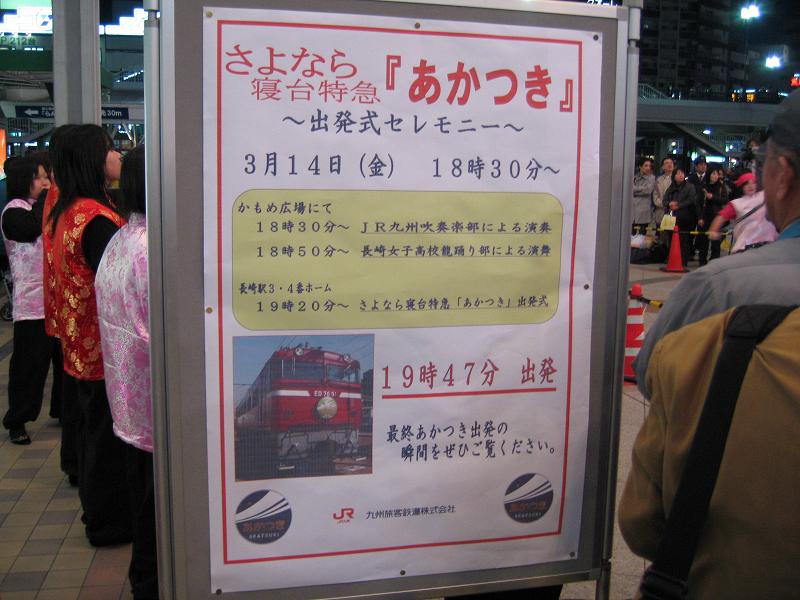 さよなら
寝台特急『あかつき』
～出発式セレモニー～
3月14日(金) 18時30分～
かもめ広場にて
18時30分～ JR九州吹奏楽部による演奏
18時50分～ 長崎女子高校龍踊り部による演舞
長崎駅3・4番ホーム
19時20分～ さよなら寝台特急「あかつき」出発式
ED76 91
19時47分 出発
最終あかつき出発の
瞬間をぜひご覧ください。
あかつき
AKATSUKI
JR 九州旅客鉄道株式会社
あかつき
AKATSUKI
30m